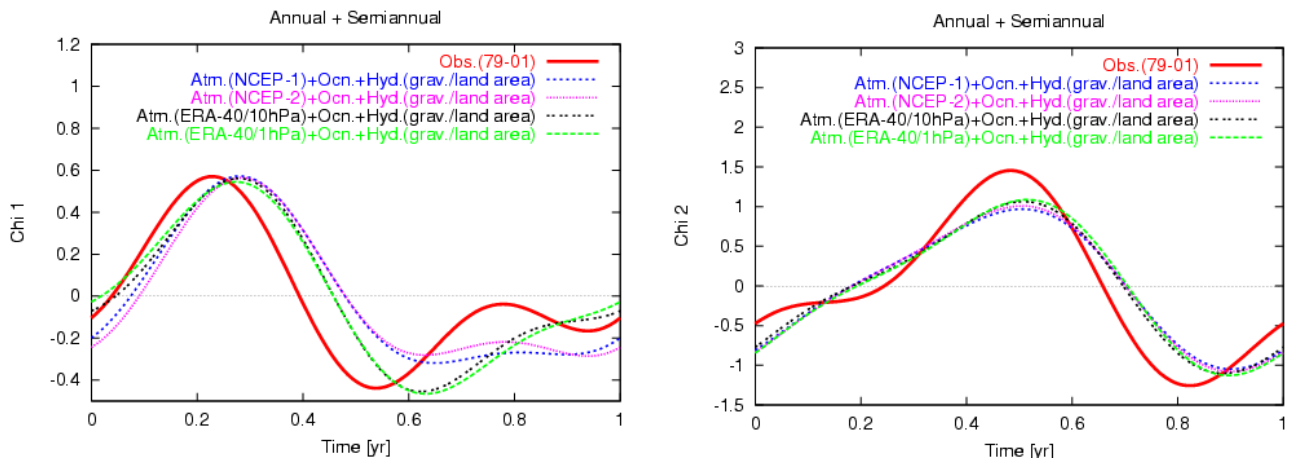 Annual + Semiannual
1.2
1
0.8
0.6
0.4
0.2
0
-0.2
-0.4
Chi 1
Obs.(79-01)
Atm.(NCEP-1)+Ocn.+Hyd.(grav./land area)
Atm.(NCEP-2)+Ocn.+Hyd.(grav./land area)
Atm.(ERA-40/10hPa)+Ocn.+Hyd.(grav./land area)
Atm.(ERA-40/1hPa)+Ocn.+Hyd.(grav./land area)
0 0.2 0.4 0.6 0.8 1
Time [yr]
Annual + Semiannual
3
2.5
2
1.5
1
0.5
0
-0.5
-1
-1.5
Chi 2
Obs.(79-01)
Atm.(NCEP-1)+Ocn.+Hyd.(grav./land area)
Atm.(NCEP-2)+Ocn.+Hyd.(grav./land area)
Atm.(ERA-40/10hPa)+Ocn.+Hyd.(grav./land area)
Atm.(ERA-40/1hPa)+Ocn.+Hyd.(grav./land area)
0 0.2 0.4 0.6 0.8 1
Time [yr]